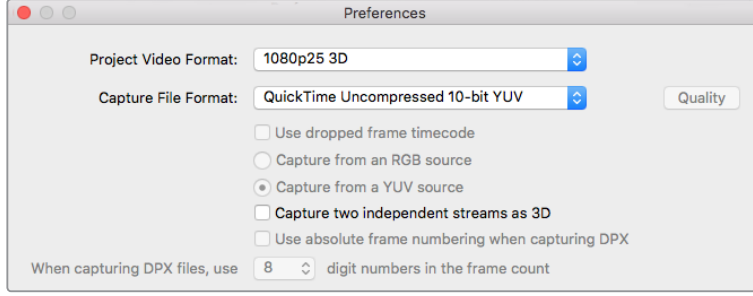 Preferences
Project Video Format: 1080p25 3D
Capture File Format: QuickTime Uncompressed 10-bit YUV Quality
Use dropped frame timecode
Capture from an RGB source
Capture from a YUV source
Capture two independent streams as 3D
Use absolute frame numbering when capturing DPX
When capturing DPX files, use 8 digit numbers in the frame count